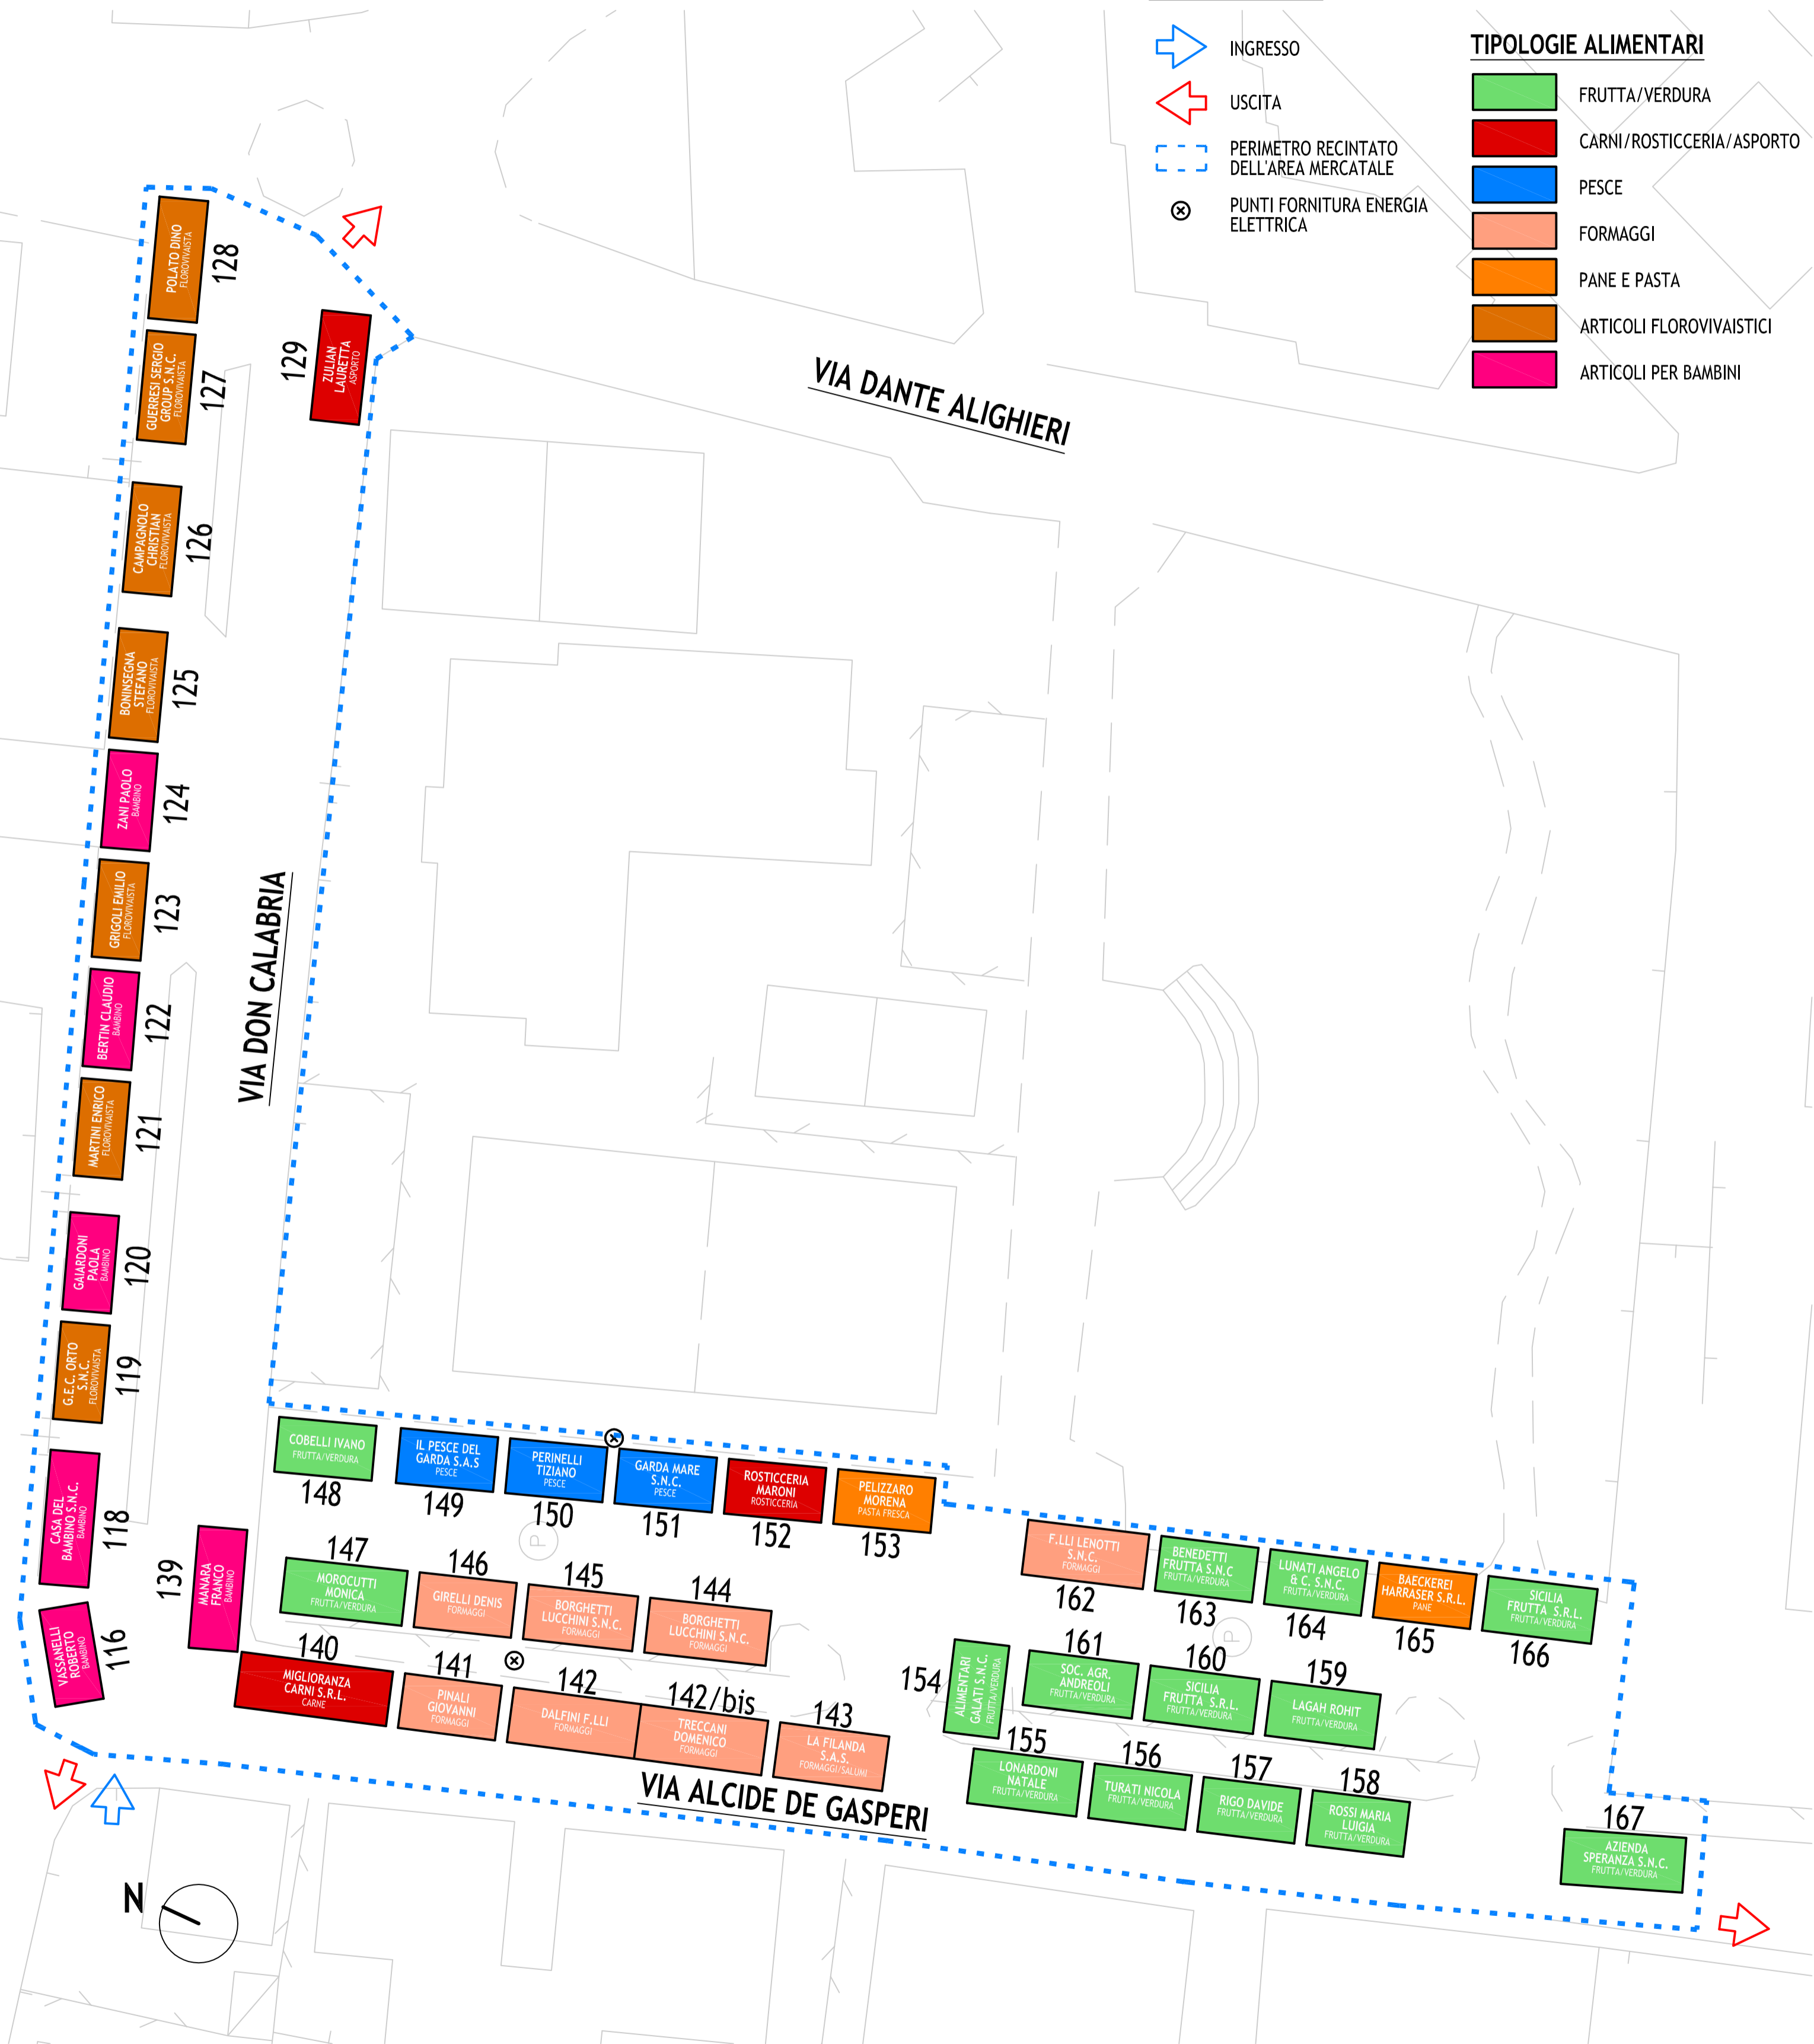 INGRESSO
USCITA
PERIMETRO RECINTATO
DELL'AREA MERCATALE
PUNTI FORNITURA ENERGIA
ELETTRICA
TIPOLOGIE ALIMENTARI
FRUTTA/VERDURA
CARNI/ROSTICCERIA/ASPORTO
PESCE
FORMAGGI
PANE E PASTA
ARTICOLI FLOROVIVAISTICI
ARTICOLI PER BAMBINI
VIA DANTE ALIGHIERI
VIA DON CALABRIA
POLATO DINO
FLOROVIVAISTA
128
GUERRESI SERGIO
GROUP S.N.C.
FLOROVIVAISTA
127
ZULIAN
LAURETTA
ASPORTO
129
CAMPAGNOLO
CHRISTIAN
FLOROVIVAISTA
126
BONINSEGNA
STEFANO
FLOROVIVAISTA
125
ZANI PAOLO
BAMBINO
124
GRIGOLI EMILIO
FLOROVIVAISTA
123
BERTIN CLAUDIO
BAMBINO
122
MARTINI ENRICO
FLOROVIVAISTA
121
GAIARDONI
PAOLA
BAMBINO
120
G.E.C. ORTO
S.N.C.
FLOROVIVAISTA
119
CASA DEL
BAMBINO S.N.C.
BAMBINO
118
VASSANELLI
ROBERTO
BAMBINO
116
MANARA
FRANCO
BAMBINO
139
COBELLI IVANO
FRUTTA/VERDURA
148
IL PESCE DEL
GARDA S.A.S
PESCE
149
PERINELLI
TIZIANO
PESCE
150
GARDA MARE
S.N.C.
PESCE
151
ROSTICCERIA
MARONI
ROSTICCERIA
152
PELIZZARO
MORENA
PASTA FRESCA
153
P
147
MOROCUTTI
MONICA
FRUTTA/VERDURA
146
GIRELLI DENIS
FORMAGGI
145
BORGHETTI
LUCCHINI S.N.C.
FORMAGGI
144
BORGHETTI
LUCCHINI S.N.C.
FORMAGGI
140
MIGLIORANZA
CARNI S.R.L.
CARNE
141
PINALI
GIOVANNI
FORMAGGI
142
DALFINI F.LLI
FORMAGGI
142/bis
TRECCANI
DOMENICO
FORMAGGI
143
LA FILANDA
S.A.S.
FORMAGGI/SALUMI
VIA ALCIDE DE GASPERI
F.LLI LENOTTI
S.N.C.
FORMAGGI
162
BENEDETTI
FRUTTA S.N.C
FRUTTA/VERDURA
163
LUNATI ANGELO
& C. S.N.C.
FRUTTA/VERDURA
164
BAECKEREI
HARRASER S.R.L.
PANE
165
SICILIA
FRUTTA S.R.L.
FRUTTA/VERDURA
166
P
154
ALIMENTARI
GALATI S.N.C.
FRUTTA/VERDURA
161
SOC. AGR.
ANDREOLI
FRUTTA/VERDURA
160
SICILIA
FRUTTA S.R.L.
FRUTTA/VERDURA
159
LAGAH ROHIT
FRUTTA/VERDURA
155
LONARDONI
NATALE
FRUTTA/VERDURA
156
TURATI NICOLA
FRUTTA/VERDURA
157
RIGO DAVIDE
FRUTTA/VERDURA
158
ROSSI MARIA
LUIGIA
FRUTTA/VERDURA
167
AZIENDA
SPERANZA S.N.C.
FRUTTA/VERDURA
N